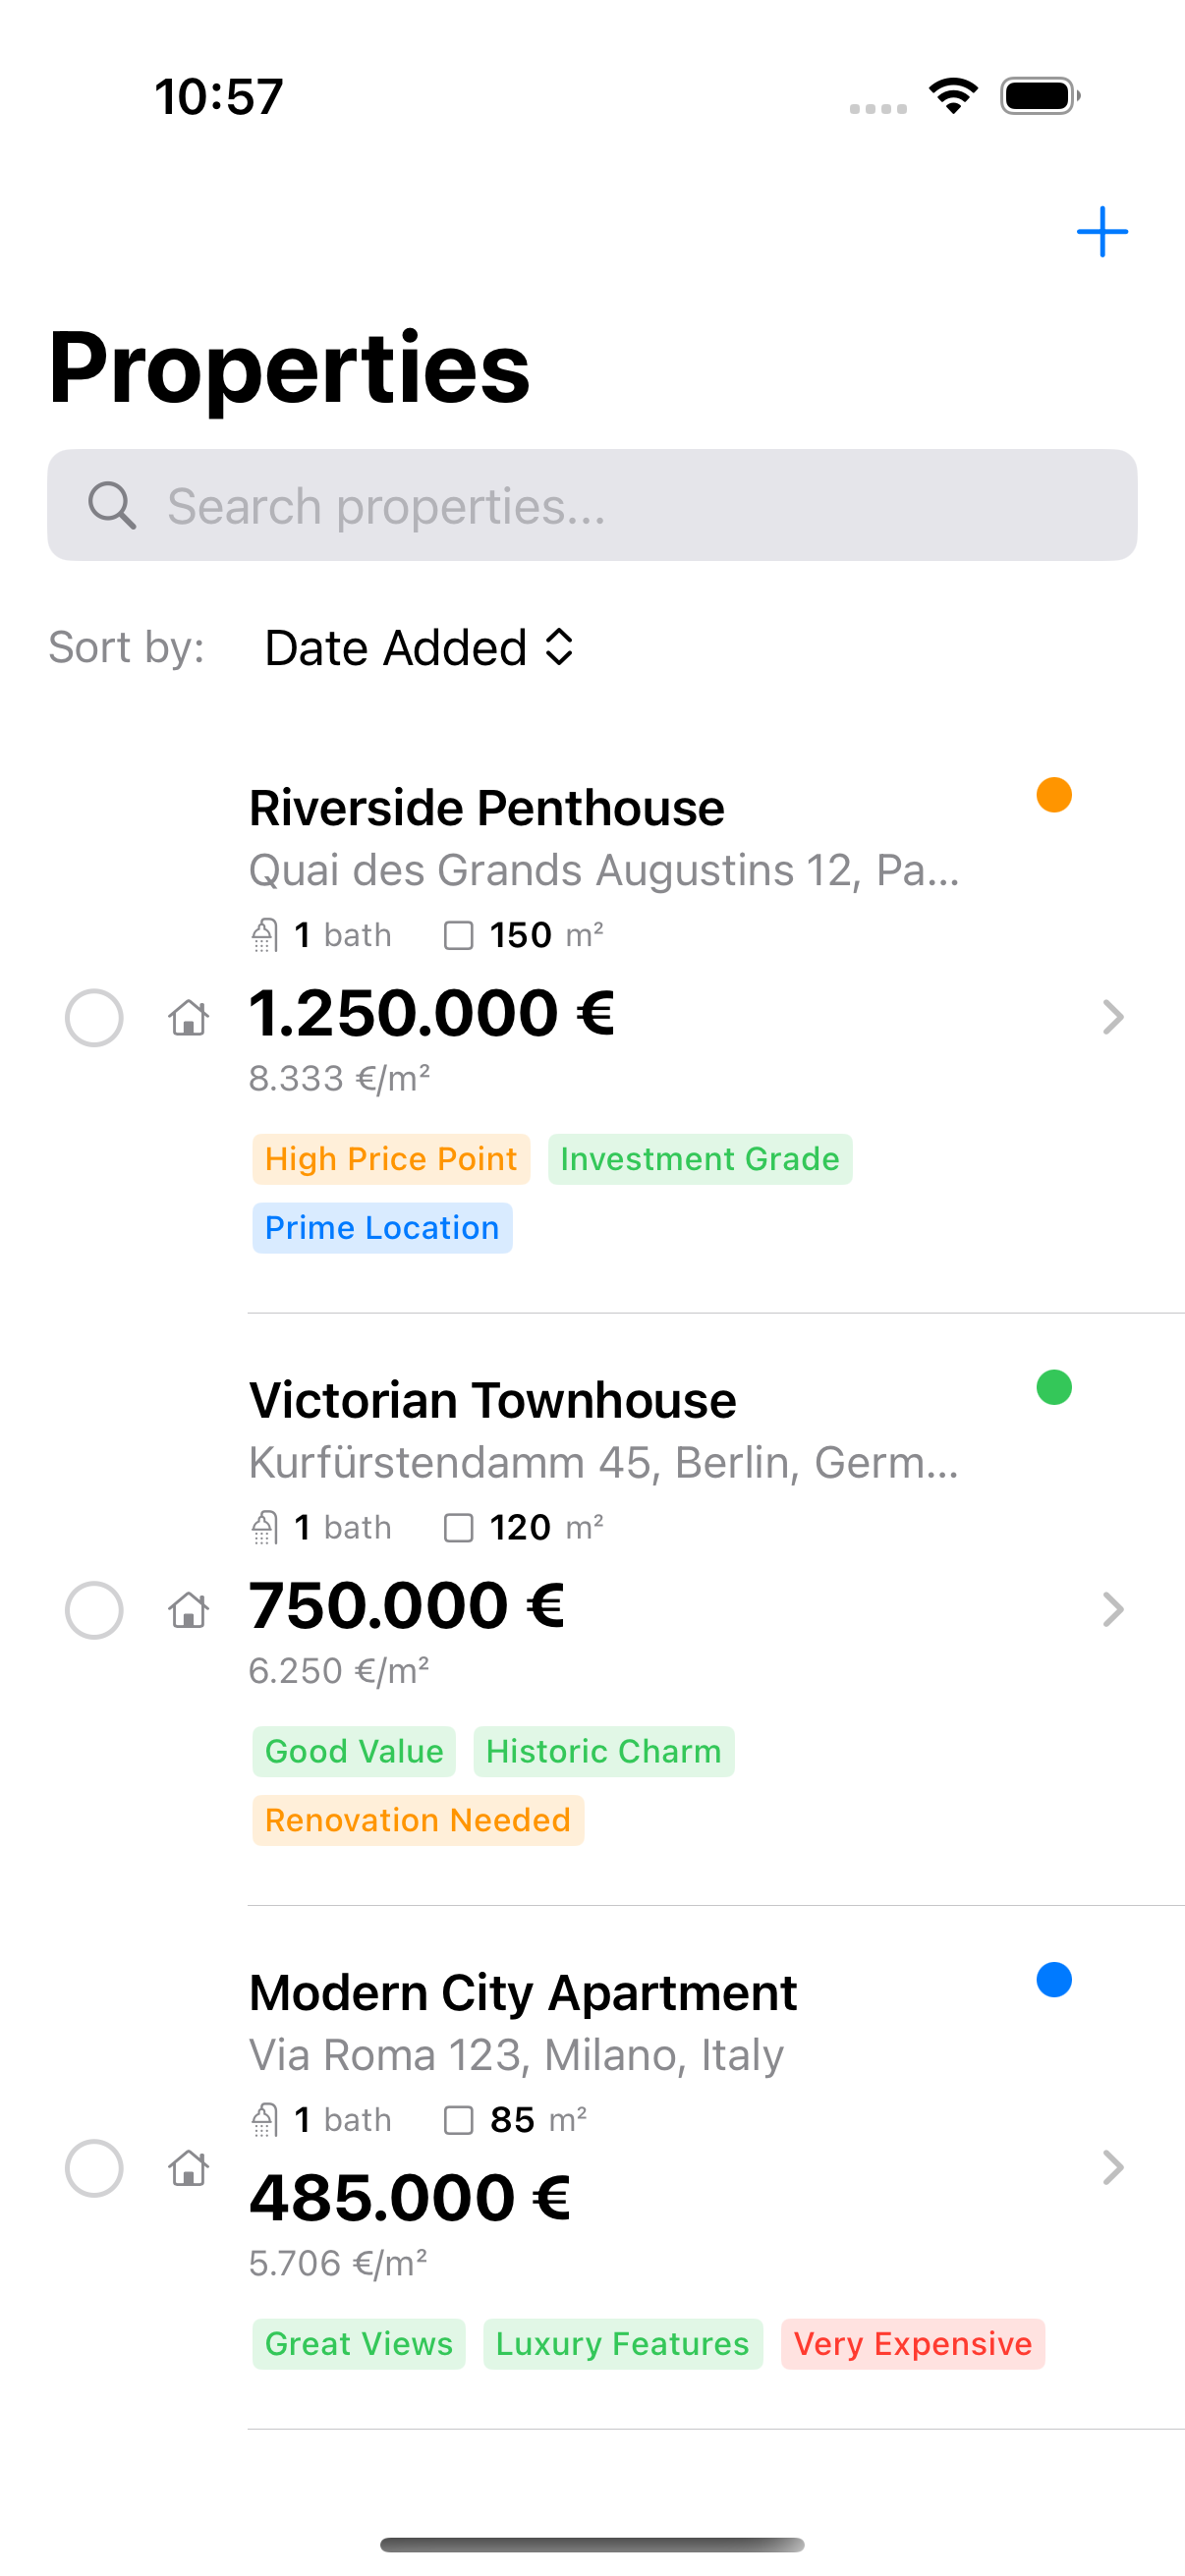 10:57
Properties
Search properties...
Sort by: Date Added
Riverside Penthouse
Quai des Grands Augustins 12, Pa...
1 bath 150 m²
1.250.000 €
8.333 €/m²
High Price Point Investment Grade
Prime Location
Victorian Townhouse
Kurfürstendamm 45, Berlin, Germ...
1 bath 120 m²
750.000 €
6.250 €/m²
Good Value Historic Charm
Renovation Needed
Modern City Apartment
Via Roma 123, Milano, Italy
1 bath 85 m²
485.000 €
5.706 €/m²
Great Views Luxury Features Very Expensive